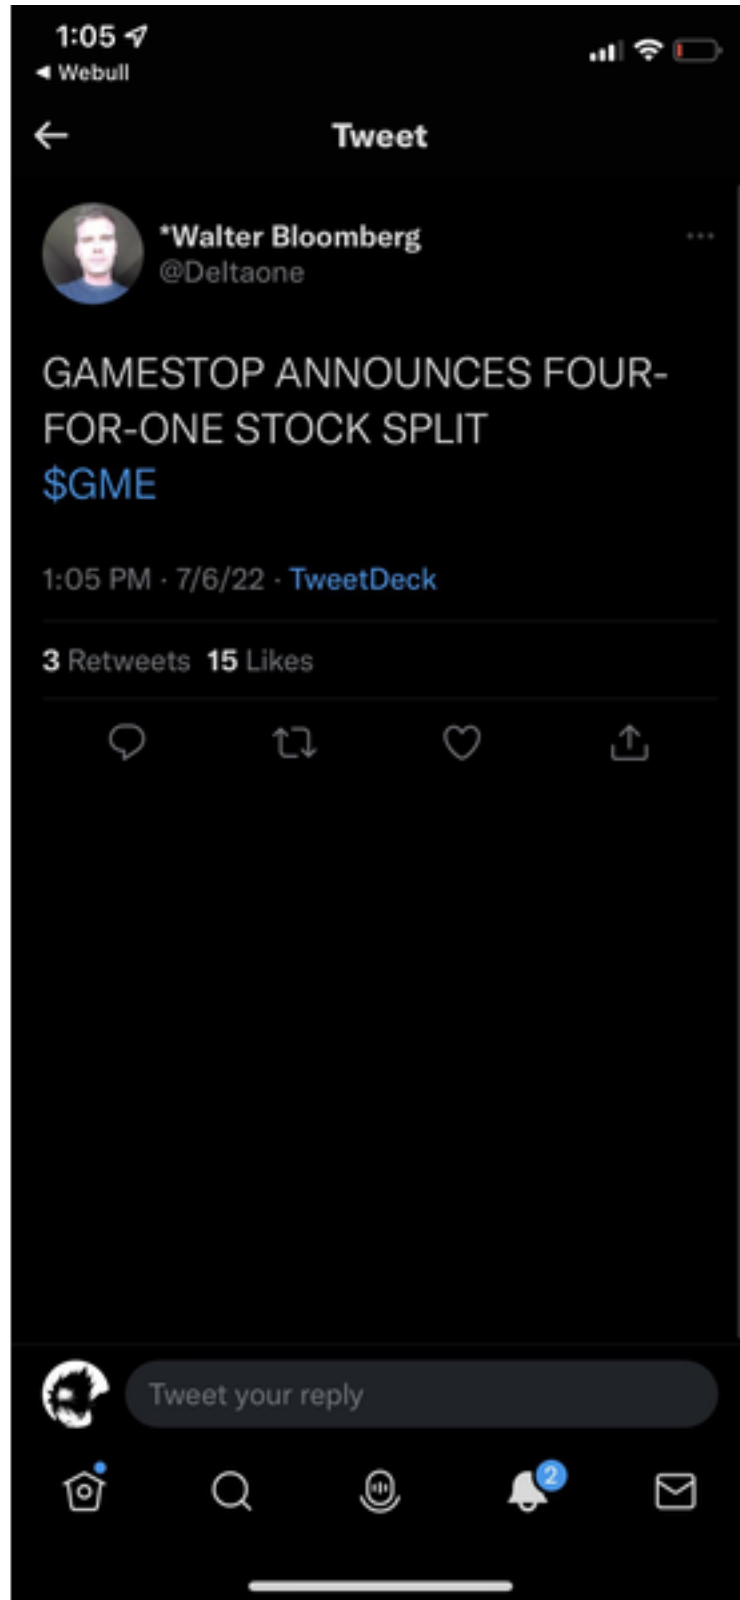 1:05
◄ Webull
Tweet
*Walter Bloomberg
@Deltaone
GAMESTOP ANNOUNCES FOUR-
FOR-ONE STOCK SPLIT
$GME
1:05 PM · 7/6/22 · TweetDeck
3 Retweets 15 Likes
Tweet your reply
2